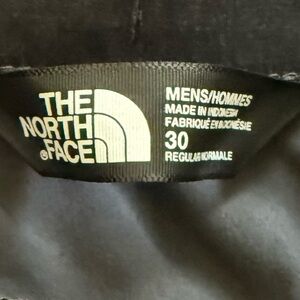 THE
NORTH
FACE
MENS/HOMMES
MADE IN INDONESIA
FABRIQUÉ EN INDONÉSIE
30
REGULAR/NORMALE